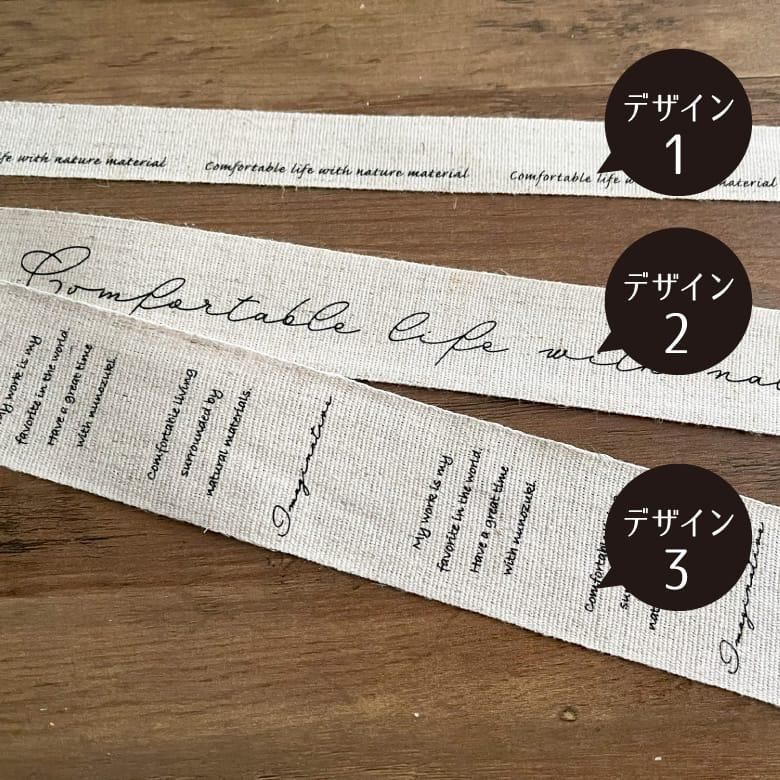 デザイン
1
life with nature material
Comfortable life with nature material
Comfortable life material
デザイン
2
Comfortable life with
デザイン
3
My work is my
favorite in the world.
Have a great time
with nunozuki.
Comfortable living
surrounded by
natural materials.
Imaginative
My work is my
favorite in the world.
Have a great time
with nunozuki.
Comfortable
Imaginative